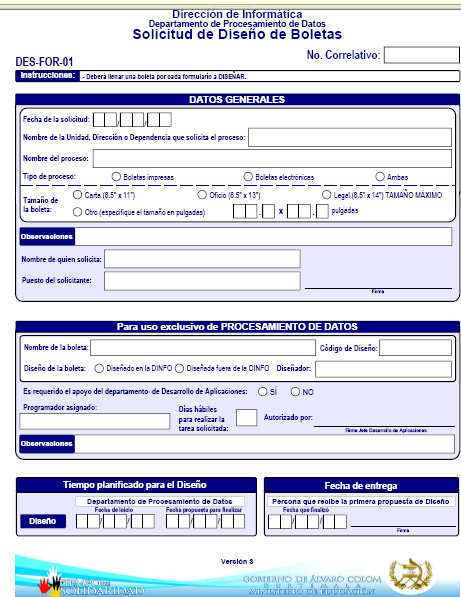 Dirección de Informática
Departamento de Procesamiento de Datos
Solicitud de Diseño de Boletas
No. Correlativo:
DES-FOR-01
Instrucciones: - Deberá llenar una boleta por cada formulario a DISEÑAR.
DATOS GENERALES
Fecha de la solicitud: / /
Nombre de la Unidad, Dirección o Dependencia que solicita el proceso:
Nombre del proceso:
Tipo de proceso: Boletas impresas Boletas electrónicas Ambas
Tamaño de la boleta:
Carta (8.5" x 11") Oficio (8.5" x 13") Legal (8.5" x 14") TAMAÑO MÁXIMO
Otro (especifique el tamaño en pulgadas) . x . pulgadas
Observaciones
Nombre de quien solicita:
Puesto del solicitante:
Firma
Para uso exclusivo de PROCESAMIENTO DE DATOS
Nombre de la boleta: Código de Diseño:
Diseño de la boleta: Diseñado en la DINFO Diseñada fuera de la DINFO Diseñador:
Es requerido el apoyo del departamento de Desarrollo de Aplicaciones: SÍ NO
Programador asignado:
Días hábiles
para realizar la
tarea solicitada:
Autorizado por:
Firma Jefe Desarrollo de Aplicaciones
Observaciones
Tiempo planificado para el Diseño
Departamento de Procesamiento de Datos
Fecha de inicio Fecha propuesta para finalizar
Diseño / / / /
Fecha de entrega
Persona que recibe la primera propuesta de Diseño
Fecha que finalizó
/ /
Firma
Versión 3
TIEMPO DE
SOLIDARIDAD
GOBIERNO DE ÁLVARO COLOM
GUATEMALA
MINISTERIO DE EDUCACIÓN